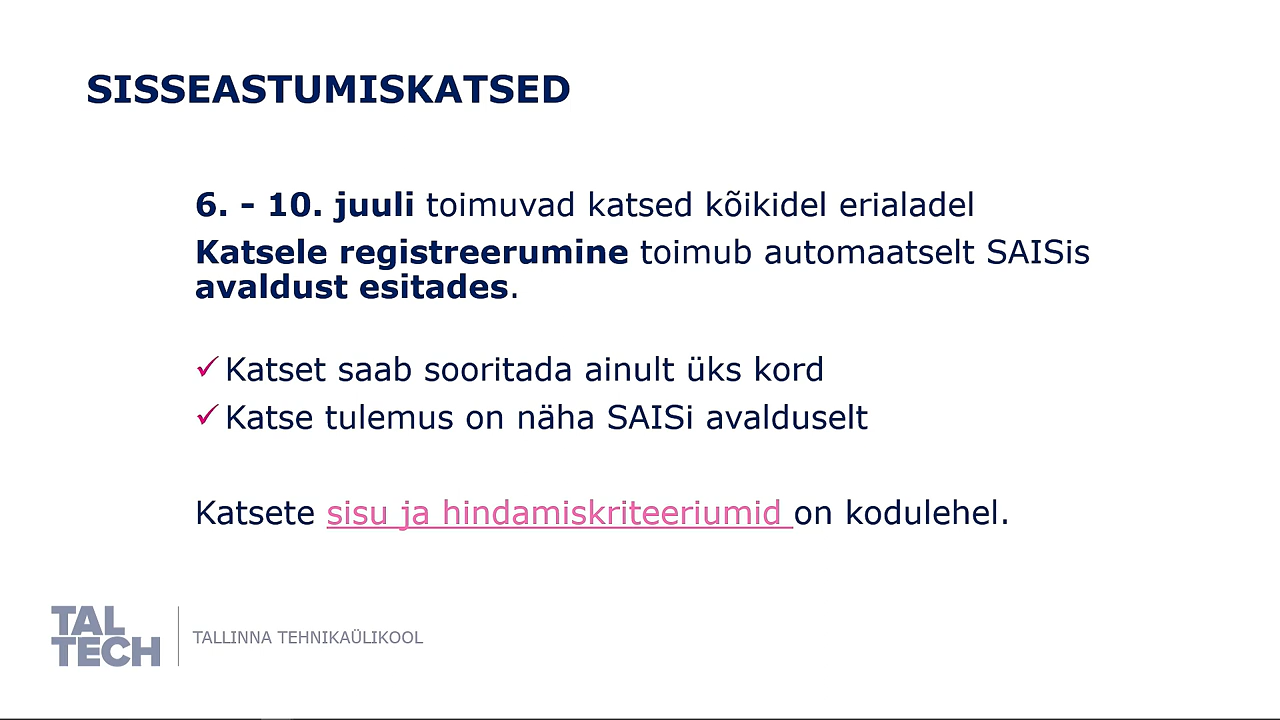 SISSEASTUMISKATSED
6. - 10. juuli toimuvad katsed kõikidel erialadel
Katsele registreerumine toimub automaatselt SAISis
avaldust esitades.
✓ Katset saab sooritada ainult üks kord
✓ Katse tulemus on näha SAISi avalduselt
Katsete sisu ja hindamiskriteeriumid on kodulehel.
TAL
TECH
TALLINNA TEHNIKAÜLIKOOL